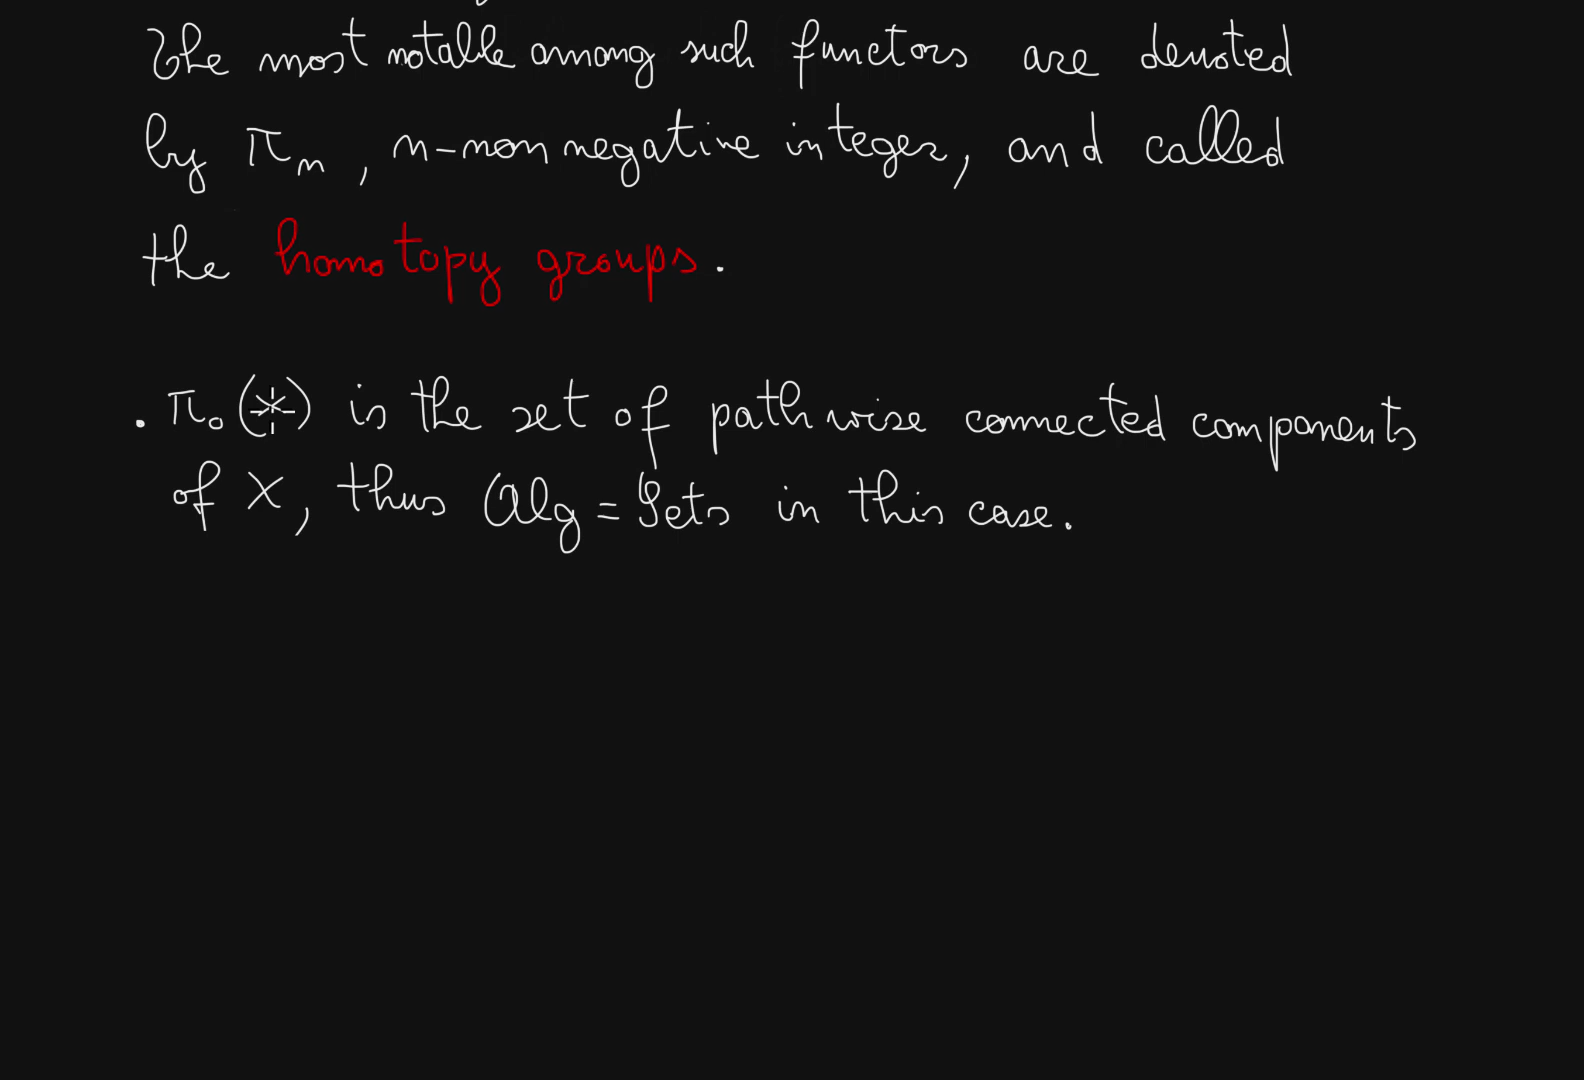 The most notable among such functors are denoted
by πn, n-non negative integer, and called
the homotopy groups.
. π₀(X) is the set of pathwise connected components
of X, thus Alg = Sets in this case.